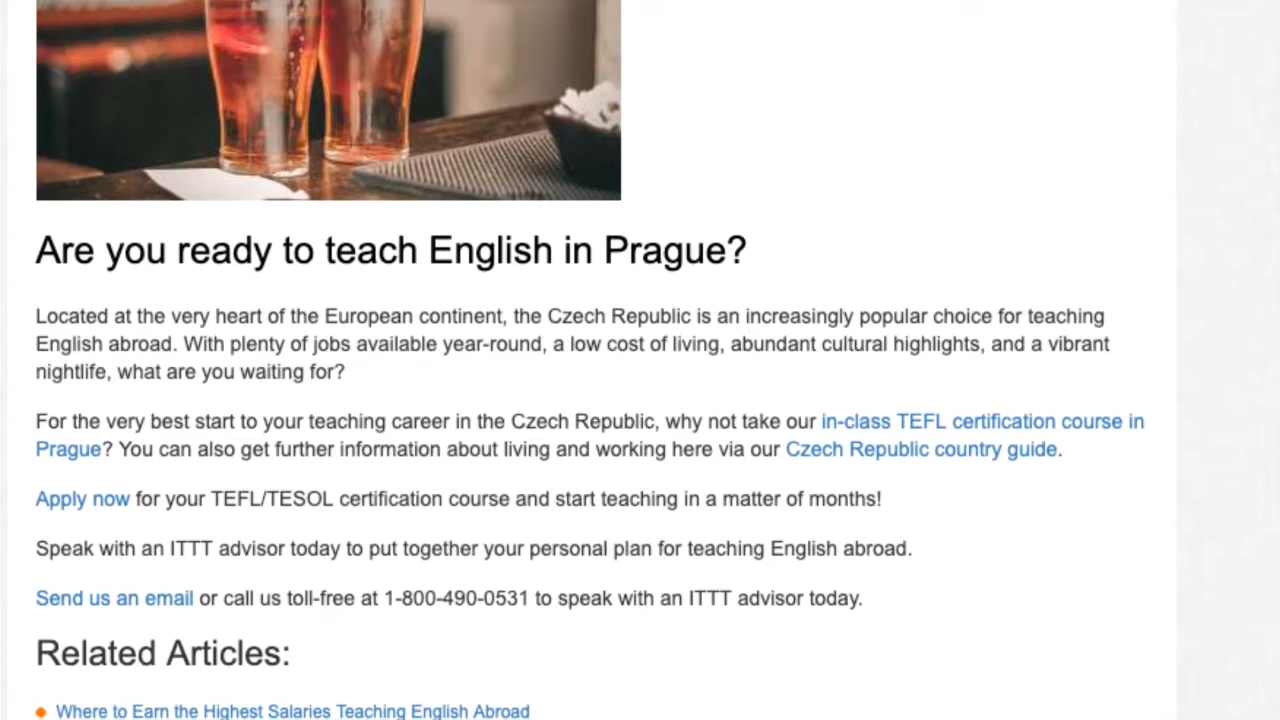 Are you ready to teach English in Prague?
Located at the very heart of the European continent, the Czech Republic is an increasingly popular choice for teaching
English abroad. With plenty of jobs available year-round, a low cost of living, abundant cultural highlights, and a vibrant
nightlife, what are you waiting for?
For the very best start to your teaching career in the Czech Republic, why not take our in-class TEFL certification course in
Prague? You can also get further information about living and working here via our Czech Republic country guide.
Apply now for your TEFL/TESOL certification course and start teaching in a matter of months!
Speak with an ITTT advisor today to put together your personal plan for teaching English abroad.
Send us an email or call us toll-free at 1-800-490-0531 to speak with an ITTT advisor today.
Related Articles:
Where to Earn the Highest Salaries Teaching English Abroad